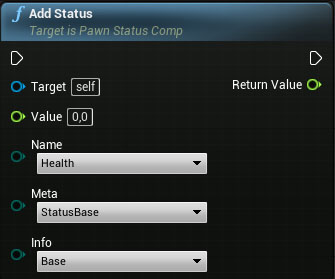 f Add Status
Target is Pawn Status Comp
Target self
Return Value
Value 0,0
Name
Health
Meta
StatusBase
Info
Base